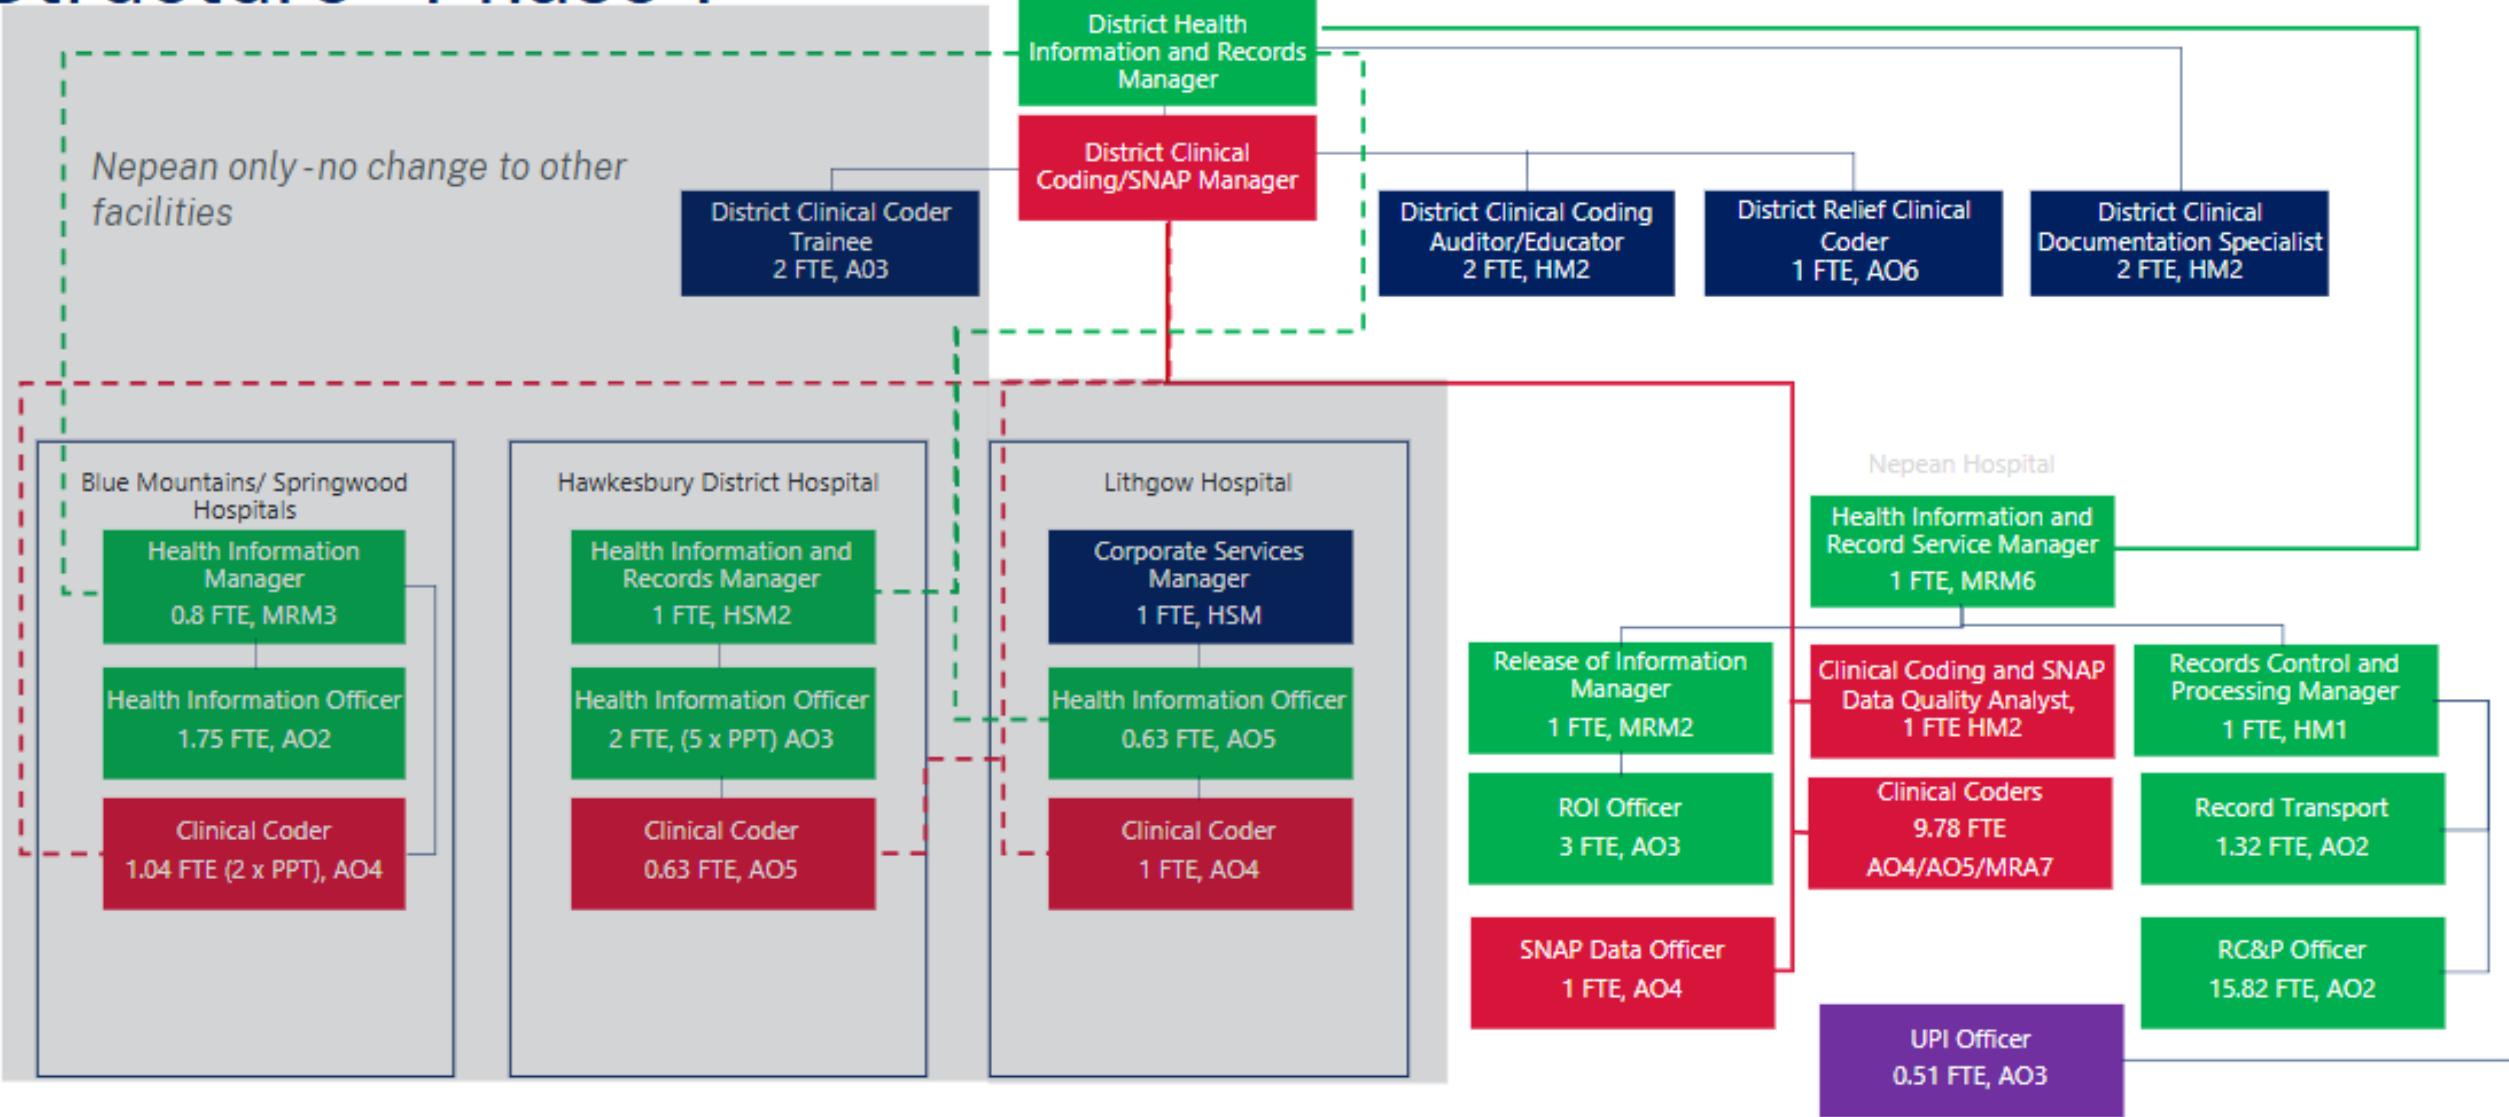 District Health
Information and Records
Manager
District Clinical
Coding/SNAP Manager
Nepean only - no change to other
facilities
District Clinical Coder
Trainee
2 FTE, A03
District Clinical Coding
Auditor/Educator
2 FTE, HM2
District Relief Clinical
Coder
1 FTE, AO6
District Clinical
Documentation Specialist
2 FTE, HM2
Blue Mountains/ Springwood
Hospitals
Health Information
Manager
0.8 FTE, MRM3
Health Information Officer
1.75 FTE, AO2
Clinical Coder
1.04 FTE (2 x PPT), AO4
Hawkesbury District Hospital
Health Information and
Records Manager
1 FTE, HSM2
Health Information Officer
2 FTE, (5 x PPT) AO3
Clinical Coder
0.63 FTE, AO5
Lithgow Hospital
Corporate Services
Manager
1 FTE, HSM
Health Information Officer
0.63 FTE, AO5
Clinical Coder
1 FTE, AO4
Nepean Hospital
Health Information and
Record Service Manager
1 FTE, MRM6
Release of Information
Manager
1 FTE, MRM2
ROI Officer
3 FTE, AO3
SNAP Data Officer
1 FTE, AO4
Clinical Coding and SNAP
Data Quality Analyst,
1 FTE HM2
Clinical Coders
9.78 FTE
AO4/AO5/MRA7
Records Control and
Processing Manager
1 FTE, HM1
Record Transport
1.32 FTE, AO2
RC&P Officer
15.82 FTE, AO2
UPI Officer
0.51 FTE, AO3